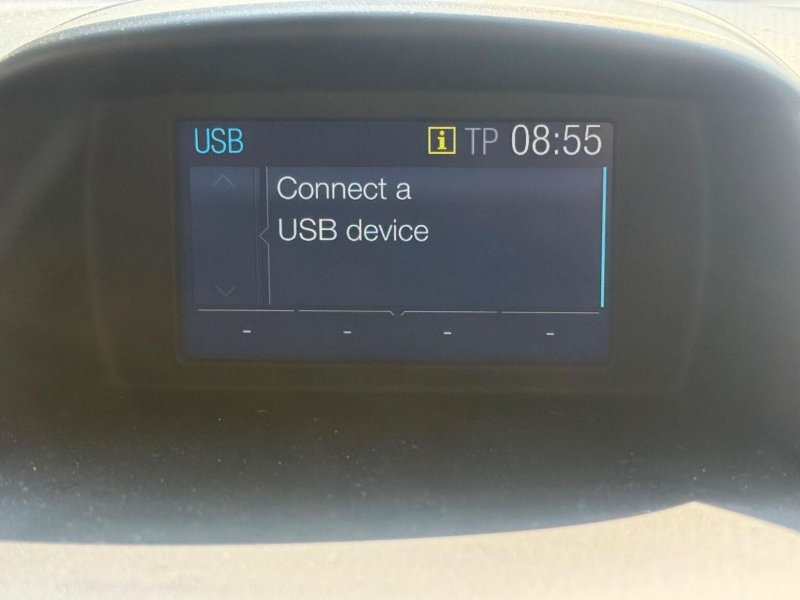 USB i TP 08:55
Connect a
USB device
- - - -